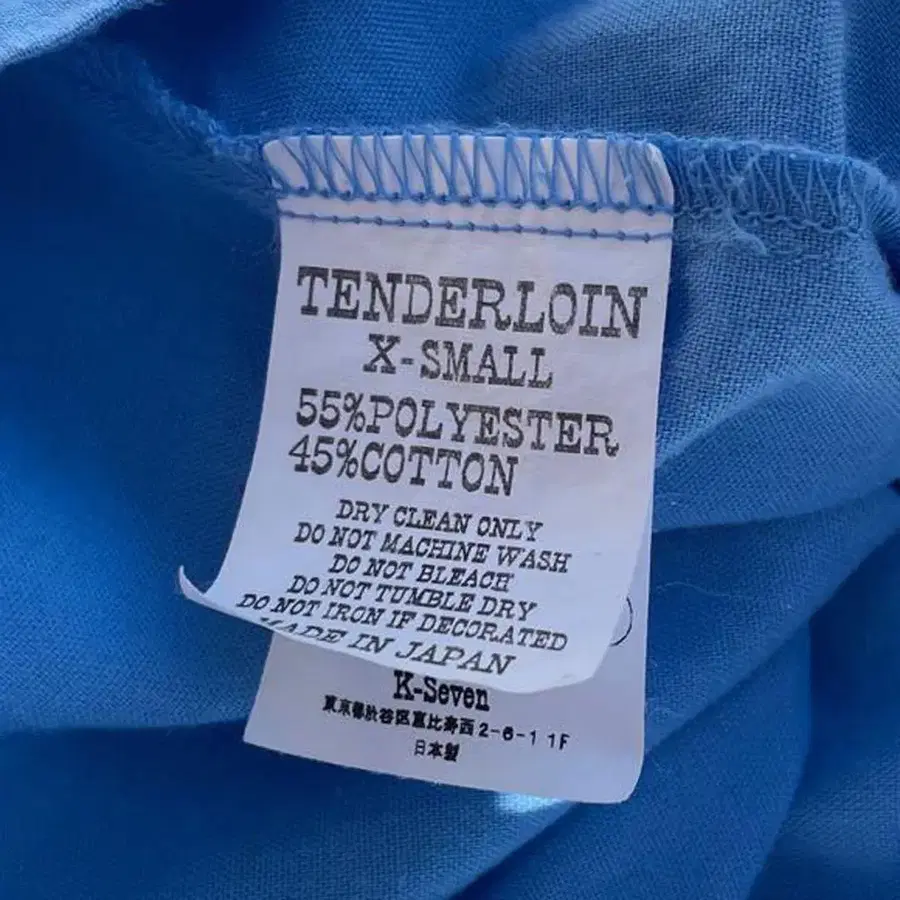 TENDERLOIN
X-SMALL
55%POLYESTER
45%COTTON
DRY CLEAN ONLY
DO NOT MACHINE WASH
DO NOT BLEACH
DO NOT TUMBLE DRY
DO NOT IRON IF DECORATED
MADE IN JAPAN
K-Seven
東京都渋谷区恵比寿西2-6-1 1F
日本製